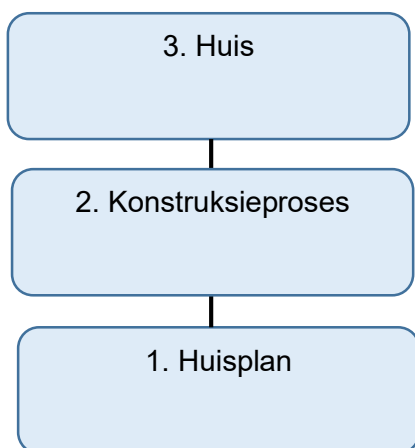 3. Huis
2. Konstruksieproses
1. Huisplan